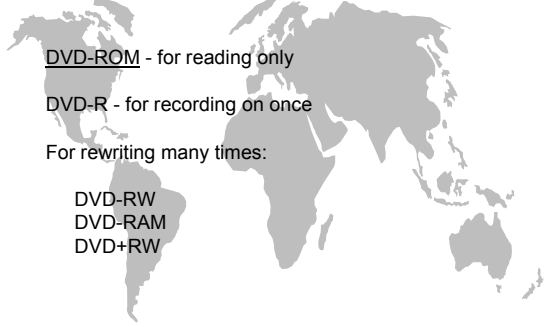 DVD-ROM - for reading only
DVD-R - for recording on once
For rewriting many times:
DVD-RW
DVD-RAM
DVD+RW